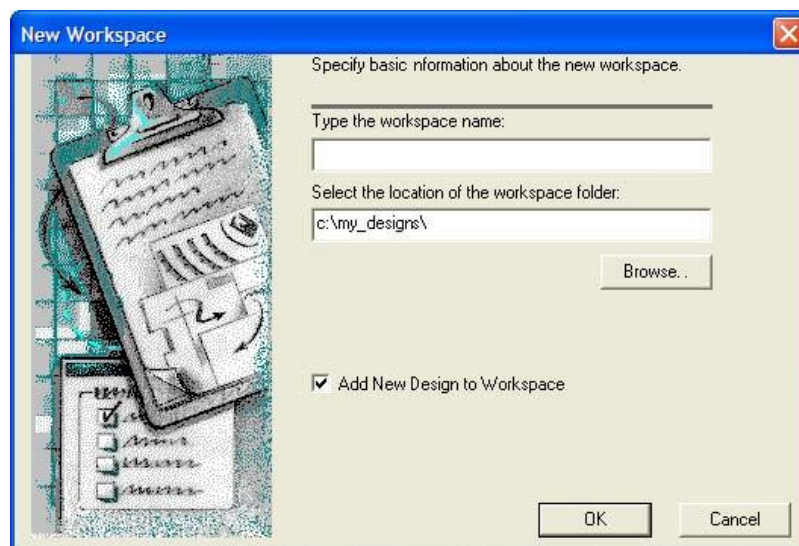 New Workspace
Specify basic nformation about the new workspace.
Type the workspace name:
Select the location of the workspace folder:
c:\my_designs\
Browse..
Add New Design to Workspace
OK
Cancel